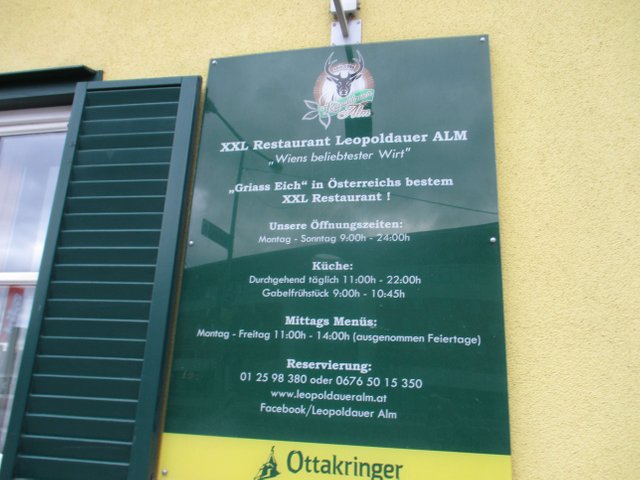 Leopoldauer
Alm
XXL Restaurant Leopoldauer ALM
„Wiens beliebtester Wirt”
„Griass Eich“ in Österreichs bestem
XXL Restaurant !
Unsere Öffnungszeiten:
Montag - Sonntag 9:00h - 24:00h
Küche:
Durchgehend täglich 11:00h - 22:00h
Gabelfrühstück 9:00h - 10:45h
Mittags Menüs:
Montag - Freitag 11:00h - 14:00h (ausgenommen Feiertage)
Reservierung:
01 25 98 380 oder 0676 50 15 350
www.leopoldaueralm.at
Facebook/Leopoldauer Alm
Ottakringer